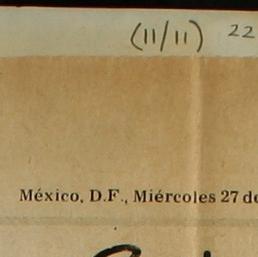 (11/11) 22
México, D.F., Miércoles 27 de